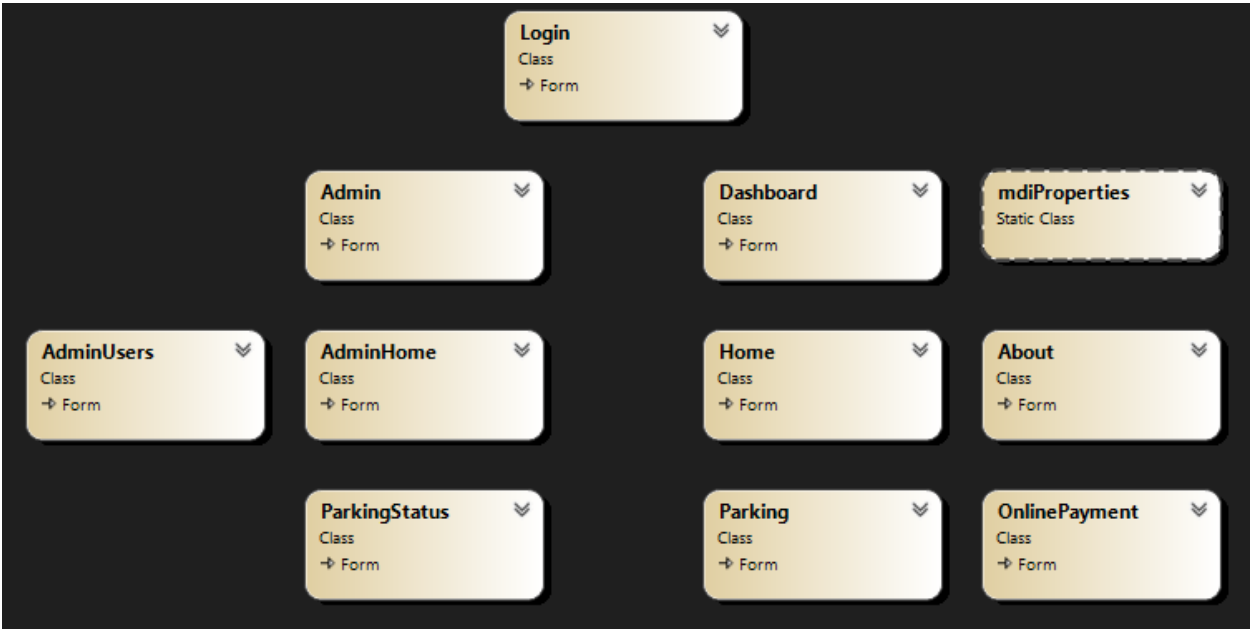 Login
Class
Form
Admin
Class
Form
Dashboard
Class
Form
mdiProperties
Static Class
AdminUsers
Class
Form
AdminHome
Class
Form
Home
Class
Form
About
Class
Form
ParkingStatus
Class
Form
Parking
Class
Form
OnlinePayment
Class
Form